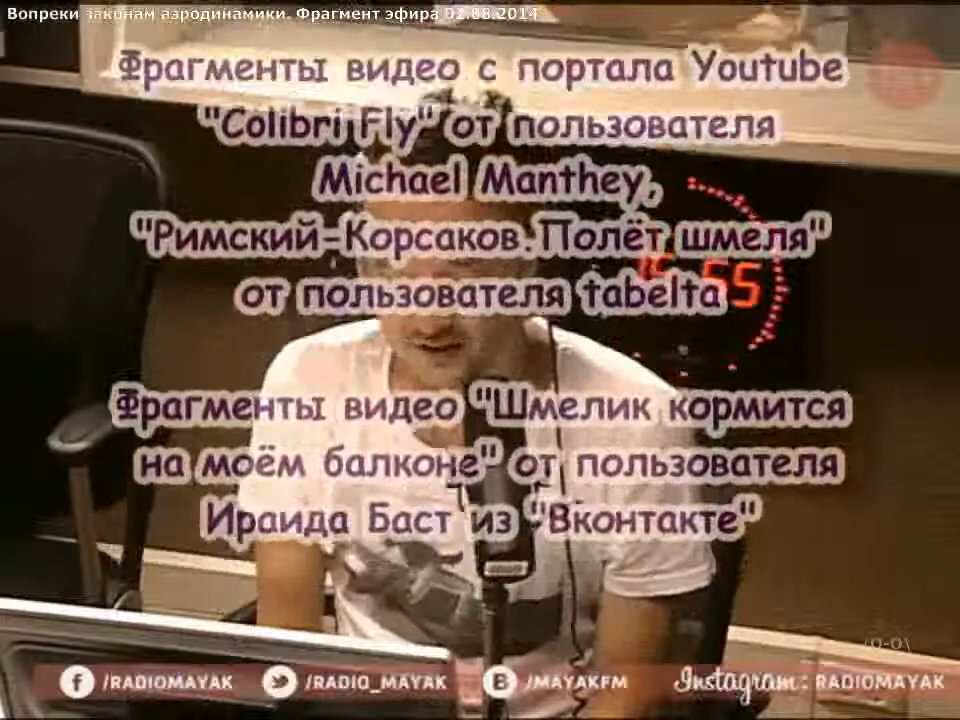 Вопреки законам аэродинамики. Фрагмент эфира 02.08.2014
Фрагменты видео с портала Youtube
"Colibri Fly" от пользователя
Michael Manthey,
"Римский-Корсаков. Полёт шмеля"
от пользователя tabelta
55
Фрагменты видео "Шмелик кормится
на моём балконе" от пользователя
Ираида Баст из "Вконтакте"
/RADIOMAYAK /RADIO_MAYAK /MAYAKFM Instagram: RADIOMAYAK